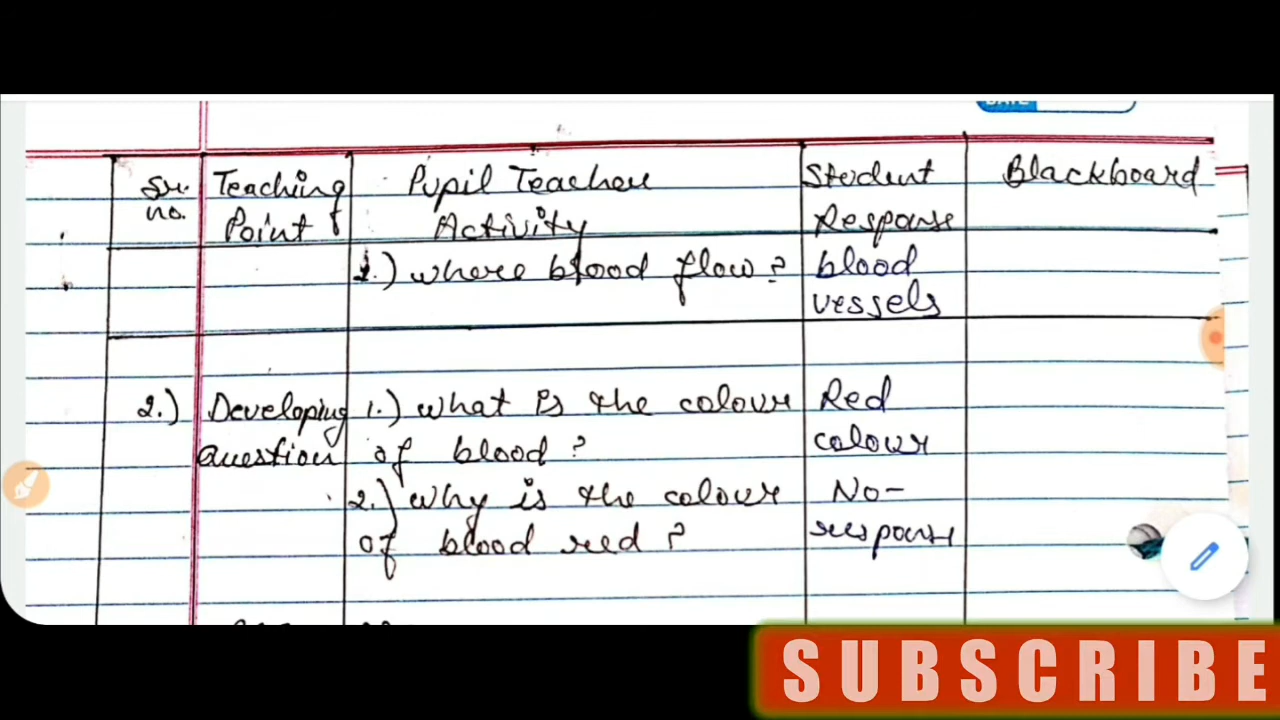 DATE
Sr. Teaching Pupil Teacher Student Blackboard
no. Point Activity Response
1.) where blood flow? blood
vessels
2.) Developing 1.) what is the colour Red
question of blood? colour
2.) why is the colour No-
of blood red? response
SUBSCRIBE